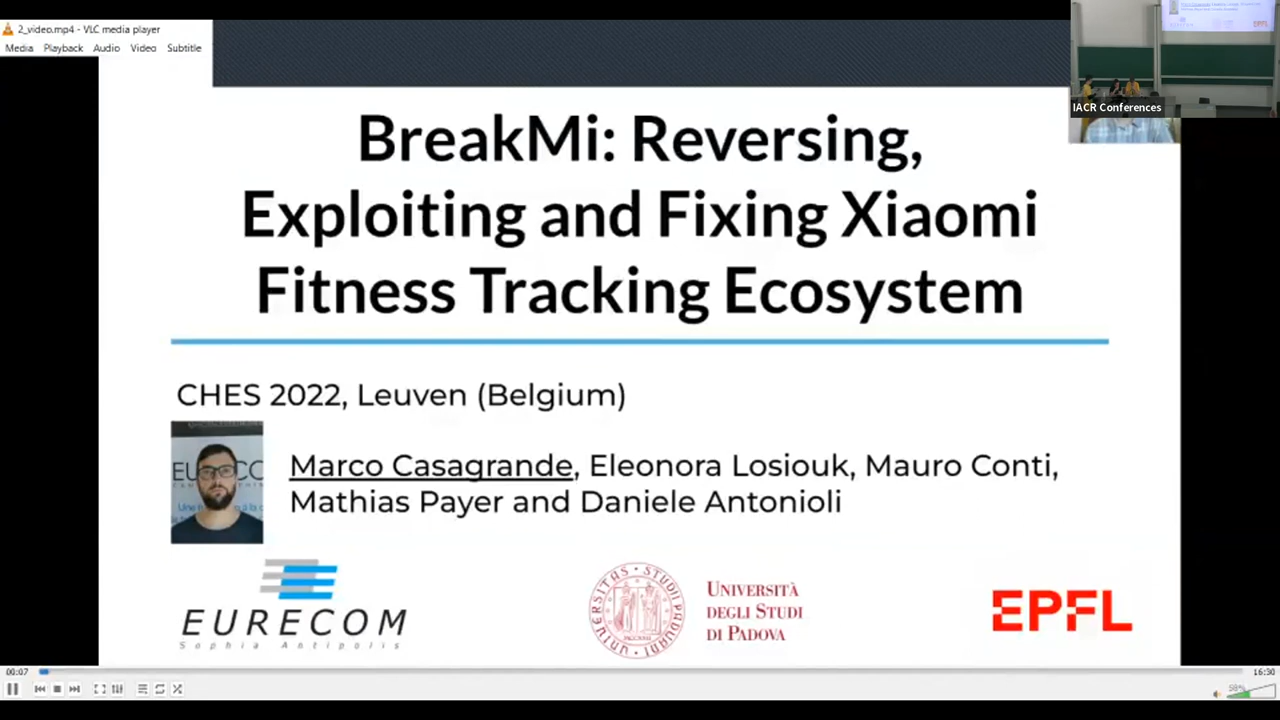 2_video.mp4 - VLC media player
Media Playback Audio Video Subtitle
IACR Conferences
BreakMi: Reversing,
Exploiting and Fixing Xiaomi
Fitness Tracking Ecosystem
CHES 2022, Leuven (Belgium)
Marco Casagrande, Eleonora Losiouk, Mauro Conti,
Mathias Payer and Daniele Antonioli
EURECOM
Sophia Antipolis
UNIVERSITÀ
DEGLI STUDI
DI PADOVA
EPFL
00:07
16:30
58%